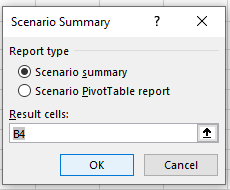 Scenario Summary
Report type
Scenario summary
Scenario PivotTable report
Result cells:
B4
OK Cancel